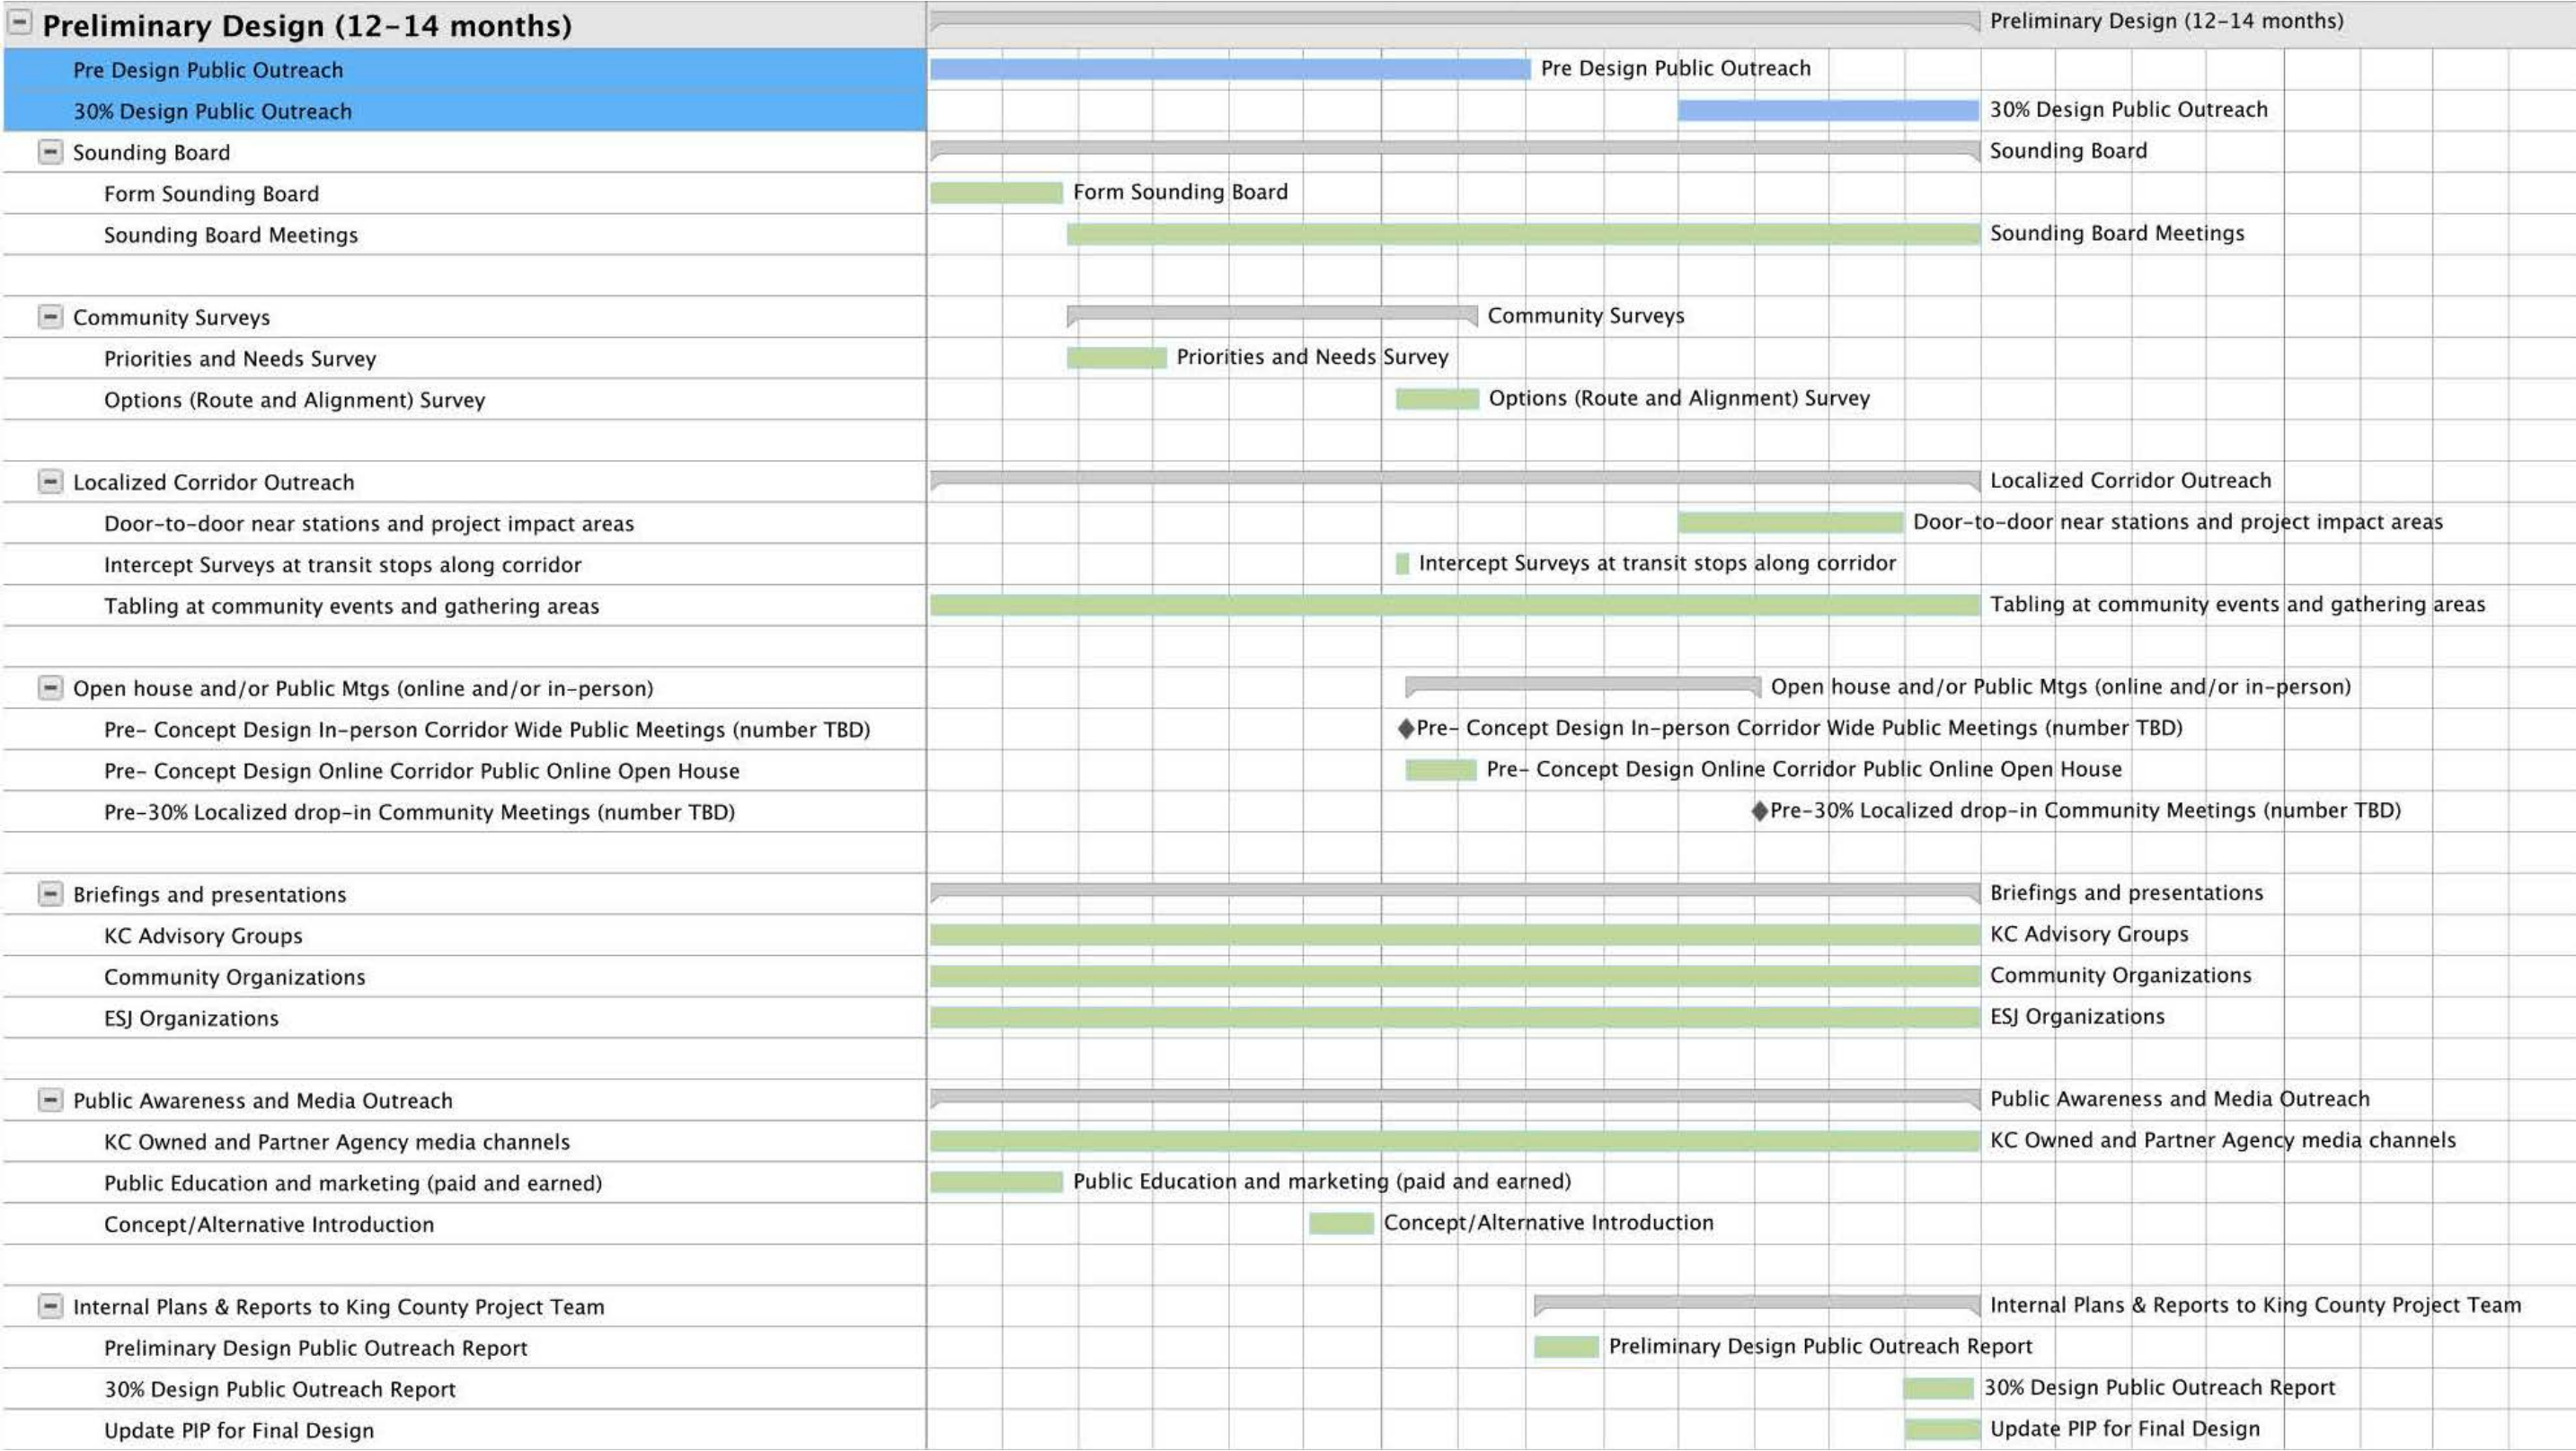 Preliminary Design (12-14 months) Preliminary Design (12-14 months)
Pre Design Public Outreach Pre Design Public Outreach
30% Design Public Outreach 30% Design Public Outreach
Sounding Board Sounding Board
Form Sounding Board Form Sounding Board
Sounding Board Meetings Sounding Board Meetings
Community Surveys Community Surveys
Priorities and Needs Survey Priorities and Needs Survey
Options (Route and Alignment) Survey Options (Route and Alignment) Survey
Localized Corridor Outreach Localized Corridor Outreach
Door-to-door near stations and project impact areas Door-to-door near stations and project impact areas
Intercept Surveys at transit stops along corridor Intercept Surveys at transit stops along corridor
Tabling at community events and gathering areas Tabling at community events and gathering areas
Open house and/or Public Mtgs (online and/or in-person) Open house and/or Public Mtgs (online and/or in-person)
Pre- Concept Design In-person Corridor Wide Public Meetings (number TBD) Pre- Concept Design In-person Corridor Wide Public Meetings (number TBD)
Pre- Concept Design Online Corridor Public Online Open House Pre- Concept Design Online Corridor Public Online Open House
Pre-30% Localized drop-in Community Meetings (number TBD) Pre-30% Localized drop-in Community Meetings (number TBD)
Briefings and presentations Briefings and presentations
KC Advisory Groups KC Advisory Groups
Community Organizations Community Organizations
ESJ Organizations ESJ Organizations
Public Awareness and Media Outreach Public Awareness and Media Outreach
KC Owned and Partner Agency media channels KC Owned and Partner Agency media channels
Public Education and marketing (paid and earned) Public Education and marketing (paid and earned)
Concept/Alternative Introduction Concept/Alternative Introduction
Internal Plans & Reports to King County Project Team Internal Plans & Reports to King County Project Team
Preliminary Design Public Outreach Report Preliminary Design Public Outreach Report
30% Design Public Outreach Report 30% Design Public Outreach Report
Update PIP for Final Design Update PIP for Final Design